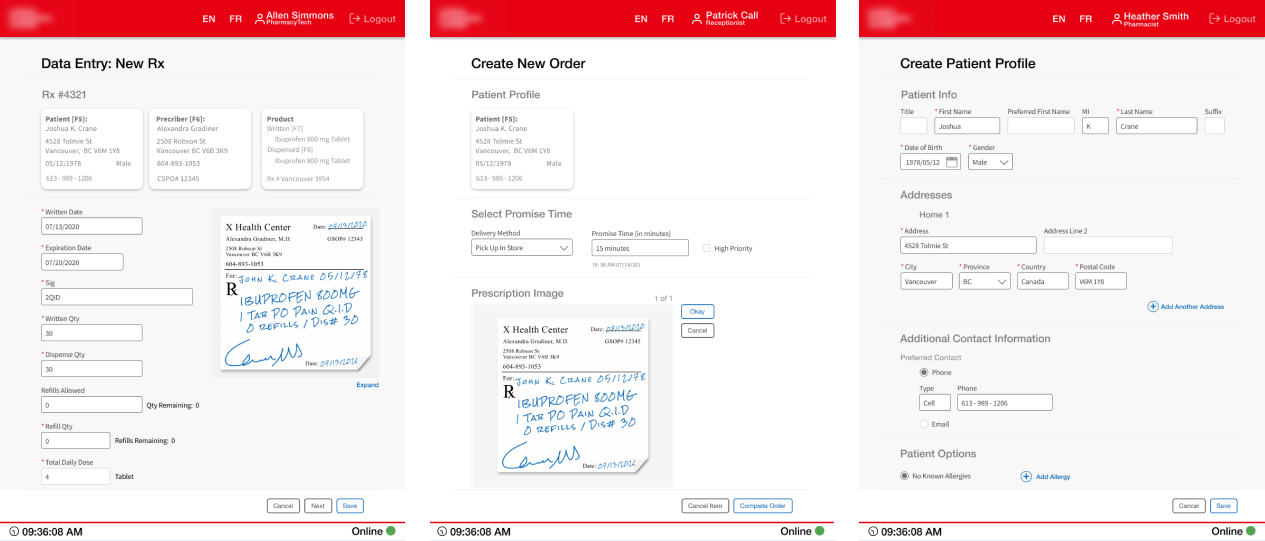 EN FR Allen Simmons Logout
PharmacyTech
Data Entry: New Rx
Rx #4321
Patient [F5]:
Joshua K. Crane
4528 Tolmie St
Vancouver, BC V6M 1Y8
05/12/1978 Male
613 - 989 - 1206
Precriber [F6]:
Alexandra Gradiner
2508 Robson St
Vancouver BC V6B 3K9
604-893-1053
CSPO# 12345
Product
Written [F7]
Ibuprofen 800 mg Tablet
Dispensed [F8]
Ibuprofen 800 mg Tablet
Rx # Vancouver 3954
* Written Date
07/13/2020
* Expiration Date
07/20/2020
* Sig
2QID
* Written Qty
30
* Dispense Qty
30
Refills Allowed
0 Qty Remaining: 0
* Refill Qty
0 Refills Remaining: 0
* Total Daily Dose
4 Tablet
X Health Center Date: 07/13/2020
Alexandra Gradiner, M.D. GSOP# 12345
2508 Robson St
Vancouver BC V6B 3K9
604-893-1053
For: JOHN K. CRANE 05/12/78
R
IBUPROFEN 800MG
1 TAB PO PAIN Q.I.D
0 REFILLS / DIS# 30
Date: 07/13/2022
Expand
Cancel Next Save
09:36:08 AM Online
EN FR Patrick Call Logout
Receptionist
Create New Order
Patient Profile
Patient [F5]:
Joshua K. Crane
4528 Tolmie St
Vancouver, BC V6M 1Y8
05/12/1978 Male
613 - 989 - 1206
Select Promise Time
Delivery Method
Pick Up In Store
Promise Time (in minutes)
15 minutes
High Priority
(9: 36 AM 07/14/20)
Prescription Image 1 of 1
Okay
Cancel
X Health Center Date: 07/13/2020
Alexandra Gradiner, M.D. GSOP# 12345
2508 Robson St
Vancouver BC V6B 3K9
604-893-1053
For: JOHN K. CRANE 05/12/78
R
IBUPROFEN 800MG
1 TAB PO PAIN Q.I.D
0 REFILLS / DIS# 30
Date: 07/13/2022
Cancel Item Complete Order
09:36:08 AM Online
EN FR Heather Smith Logout
Pharmacist
Create Patient Profile
Patient Info
Title * First Name Preferred First Name MI * Last Name Suffix
Joshua K Crane
* Date of Birth * Gender
1978/05/12 Male
Addresses
Home 1
* Address Address Line 2
4528 Tolmie St
* City * Province * Country * Postal Code
Vancouver BC Canada V6M 1Y8
Add Another Address
Additional Contact Information
Preferred Contact
Phone
Type Phone
Cell 613 - 989 - 1206
Email
Patient Options
No Known Allergies Add Allergy
Cancel Save
09:36:08 AM Online